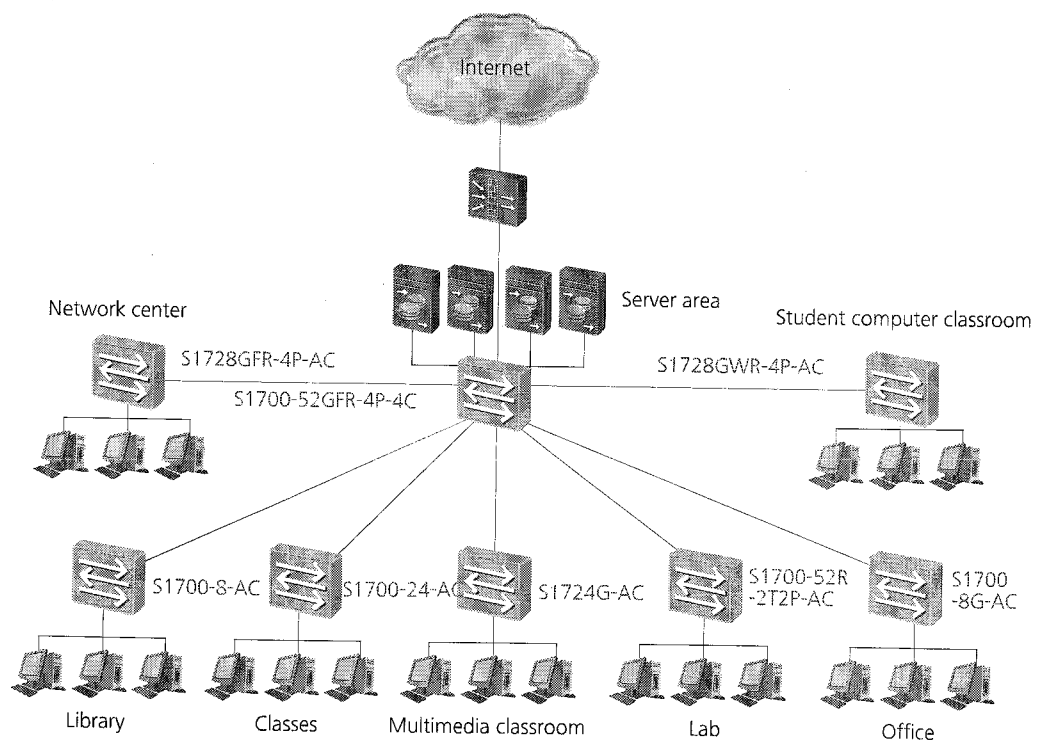 Internet
Server area
Network center
Student computer classroom
S1728GFR-4P-AC
S1728GWR-4P-AC
S1700-52GFR-4P-4C
S1700-8-AC
S1700-24-AC
S1724G-AC
S1700-52R
-2T2P-AC
S1700
-8G-AC
Library
Classes
Multimedia classroom
Lab
Office